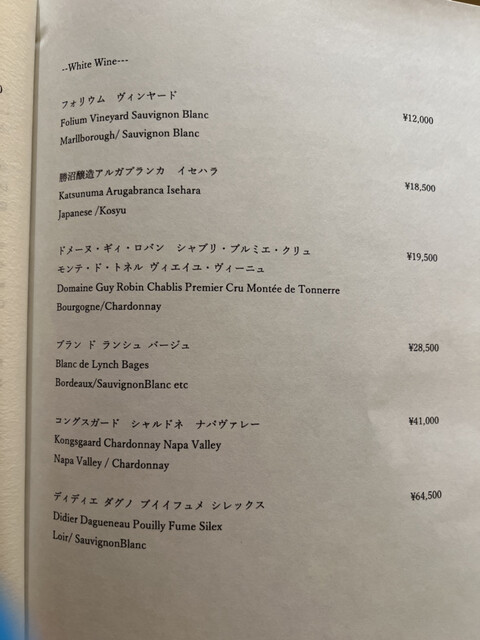 --White Wine---
フォリウム　ヴィンヤード
Folium Vineyard Sauvignon Blanc
Marllborough/ Sauvignon Blanc
¥12,000
勝沼醸造アルガブランカ　イセハラ
Katsunuma Arugabranca Isehara
Japanese /Kosyu
¥18,500
ドメーヌ・ギィ・ロバン　シャブリ・プルミエ・クリュ
モンテ・ド・トネル ヴィエイユ・ヴィーニュ
Domaine Guy Robin Chablis Premier Cru Montée de Tonnerre
Bourgogne/Chardonnay
¥19,500
ブラン ド ランシュ バージュ
Blanc de Lynch Bages
Bordeaux/SauvignonBlanc etc
¥28,500
コングスガード　シャルドネ　ナパヴァレー
Kongsgaard Chardonnay Napa Valley
Napa Valley / Chardonnay
¥41,000
ディディエ ダグノ プイイフュメ シレックス
Didier Dagueneau Pouilly Fume Silex
Loir/ SauvignonBlanc
¥64,500